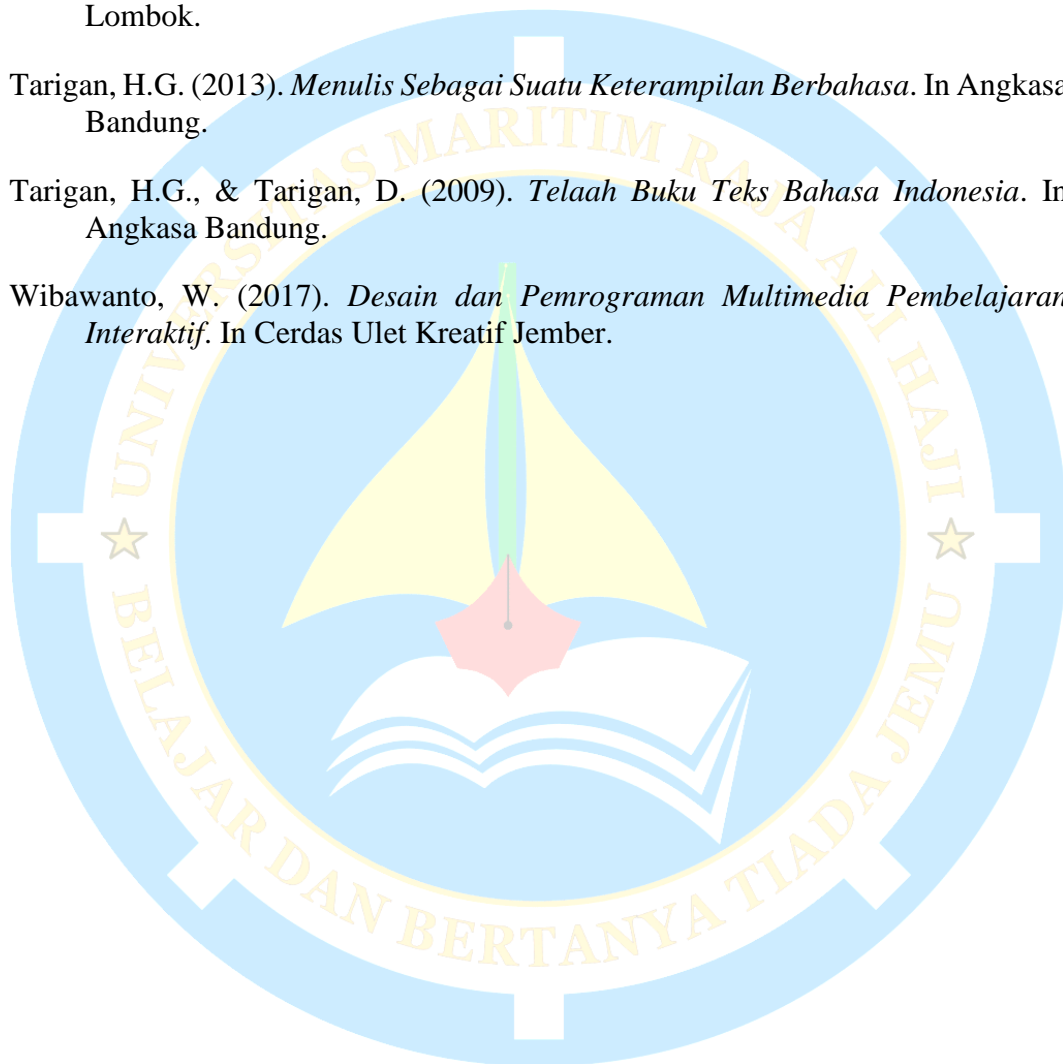 Lombok.
Tarigan, H.G. (2013). Menulis Sebagai Suatu Keterampilan Berbahasa. In Angkasa
Bandung.
Tarigan, H.G., & Tarigan, D. (2009). Telaah Buku Teks Bahasa Indonesia. In
Angkasa Bandung.
Wibawanto, W. (2017). Desain dan Pemrograman Multimedia Pembelajaran
Interaktif. In Cerdas Ulet Kreatif Jember.
UNIVERSITAS MARITIM RAJA ALI HAJI
BELAJAR DAN BERTANYA TIADA JEMU